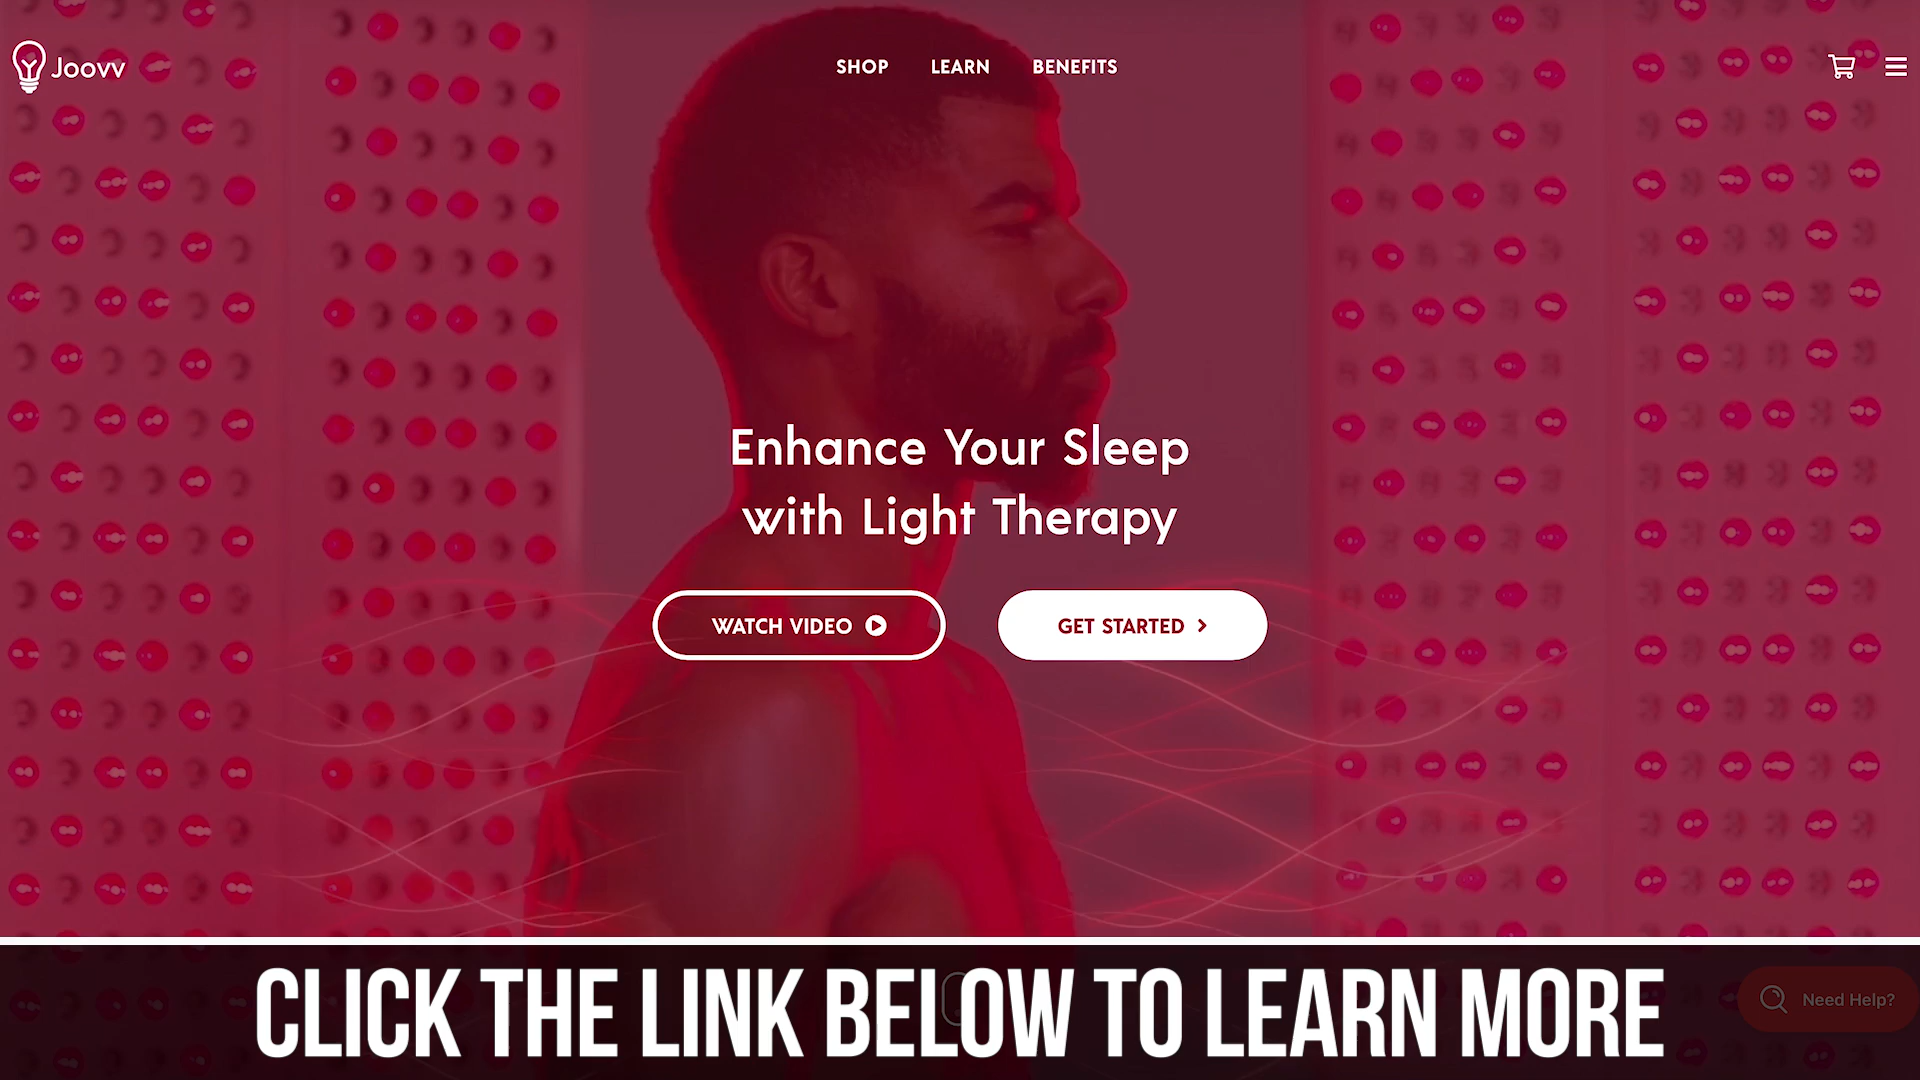 Joovv
SHOP
LEARN
BENEFITS
Enhance Your Sleep
with Light Therapy
WATCH VIDEO
GET STARTED
CLICK THE LINK BELOW TO LEARN MORE
Need Help?